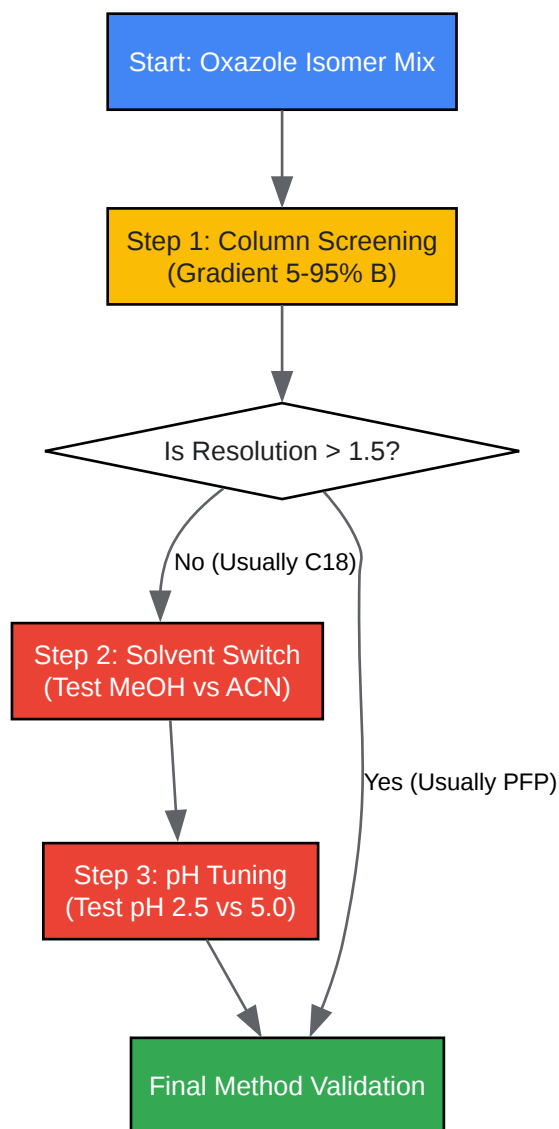 Start: Oxazole Isomer Mix
Step 1: Column Screening
(Gradient 5-95% B)
Is Resolution > 1.5?
No (Usually C18)
Step 2: Solvent Switch
(Test MeOH vs ACN)
Yes (Usually PFP)
Step 3: pH Tuning
(Test pH 2.5 vs 5.0)
Final Method Validation